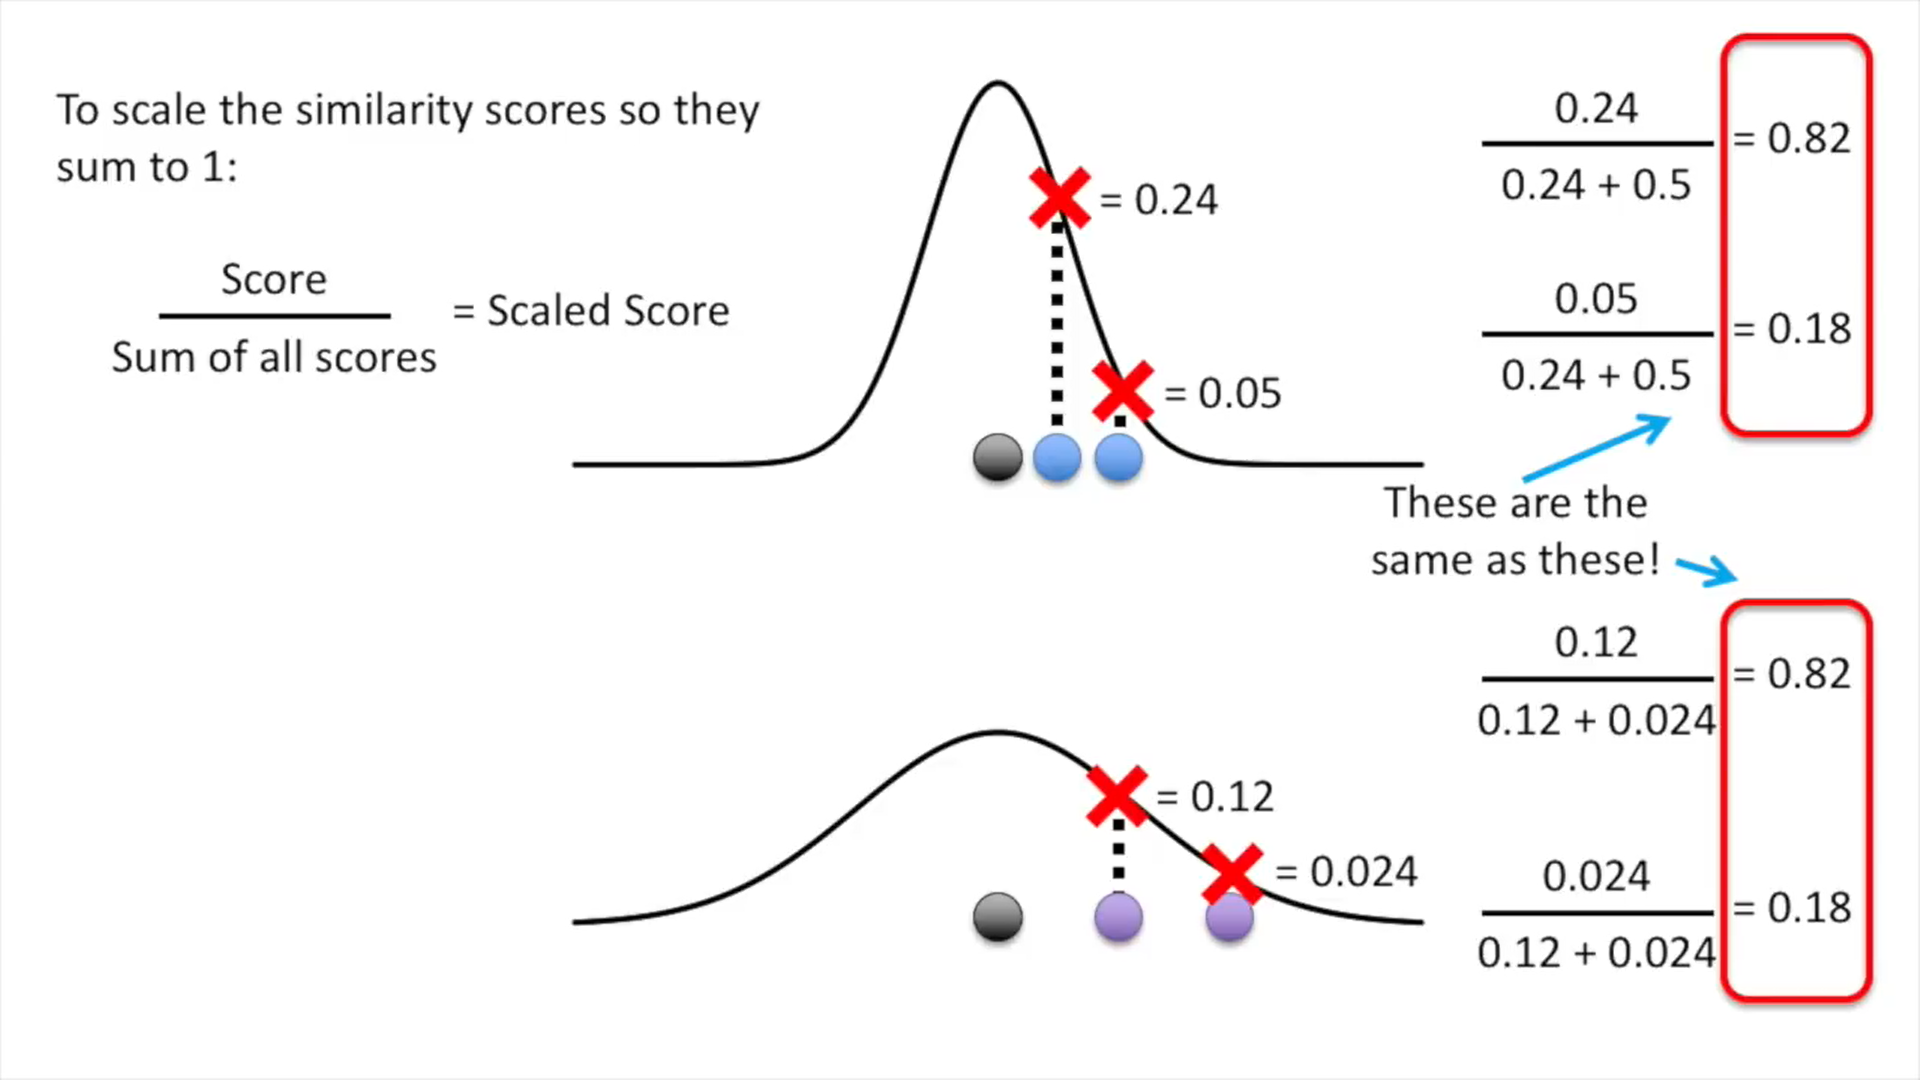 To scale the similarity scores so they
sum to 1:
Score
Sum of all scores
= Scaled Score
= 0.24
= 0.05
0.24
0.24 + 0.5
= 0.82
0.05
0.24 + 0.5
= 0.18
These are the
same as these!
= 0.12
= 0.024
0.12
0.12 + 0.024
= 0.82
0.024
0.12 + 0.024
= 0.18